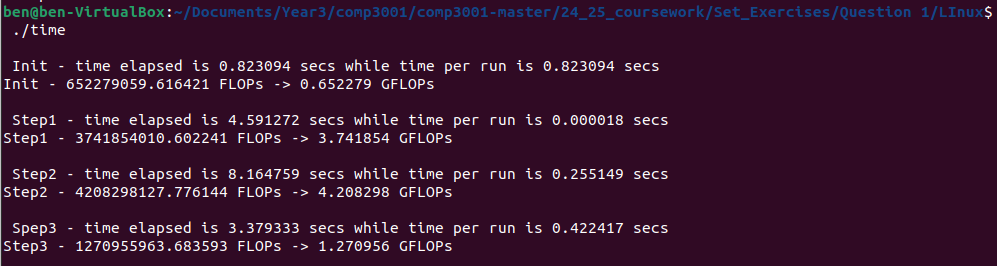 ben@ben-VirtualBox:~/Documents/Year3/comp3001/comp3001-master/24_25_coursework/Set_Exercises/Question 1/LInux$
./time
Init - time elapsed is 0.823094 secs while time per run is 0.823094 secs
Init - 652279059.616421 FLOPs -> 0.652279 GFLOPs
Step1 - time elapsed is 4.591272 secs while time per run is 0.000018 secs
Step1 - 3741854010.602241 FLOPs -> 3.741854 GFLOPs
Step2 - time elapsed is 8.164759 secs while time per run is 0.255149 secs
Step2 - 4208298127.776144 FLOPs -> 4.208298 GFLOPs
Spep3 - time elapsed is 3.379333 secs while time per run is 0.422417 secs
Step3 - 1270955963.683593 FLOPs -> 1.270956 GFLOPs